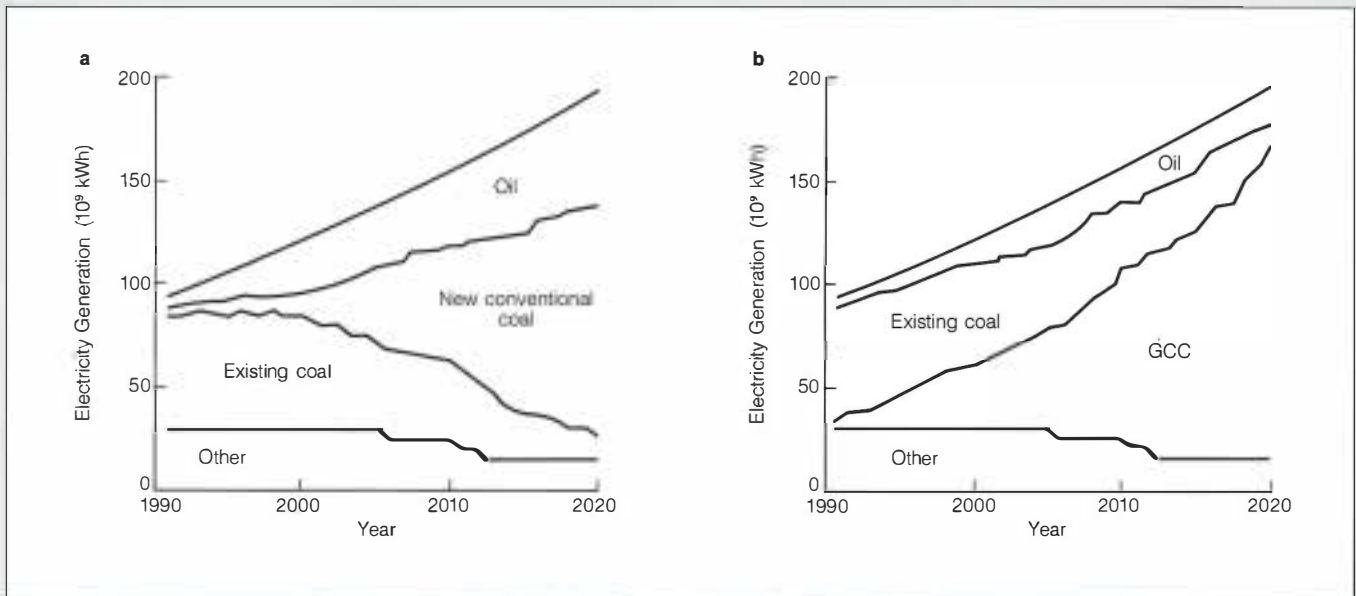 a
200
150
100
50
0
Electricity Generation (10⁹ kWh)
Oil
New conventional
coal
Existing coal
Other
1990
2000
2010
2020
Year
b
200
150
100
50
0
Electricity Generation (10⁹ kWh)
Oil
Existing coal
GCC
Other
1990
2000
2010
2020
Year